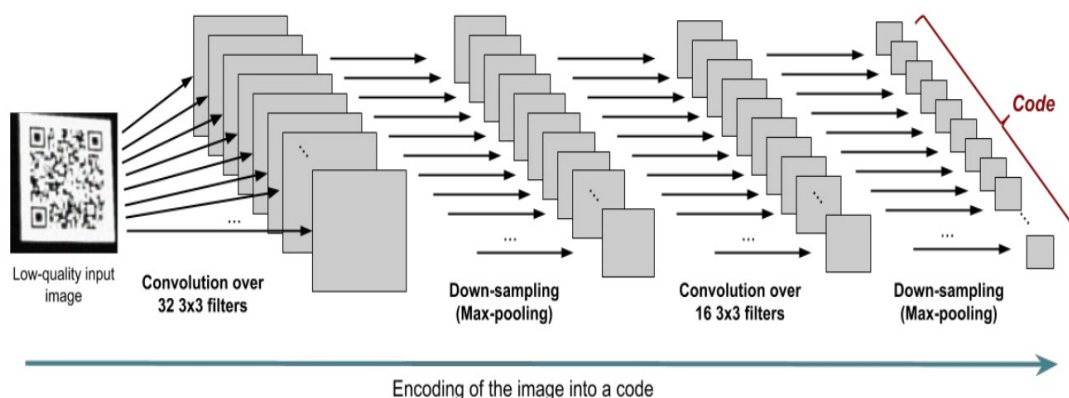 Code
Low-quality input
image
Convolution over
32 3x3 filters
Down-sampling
(Max-pooling)
Convolution over
16 3x3 filters
Down-sampling
(Max-pooling)
...
...
...
...
Encoding of the image into a code